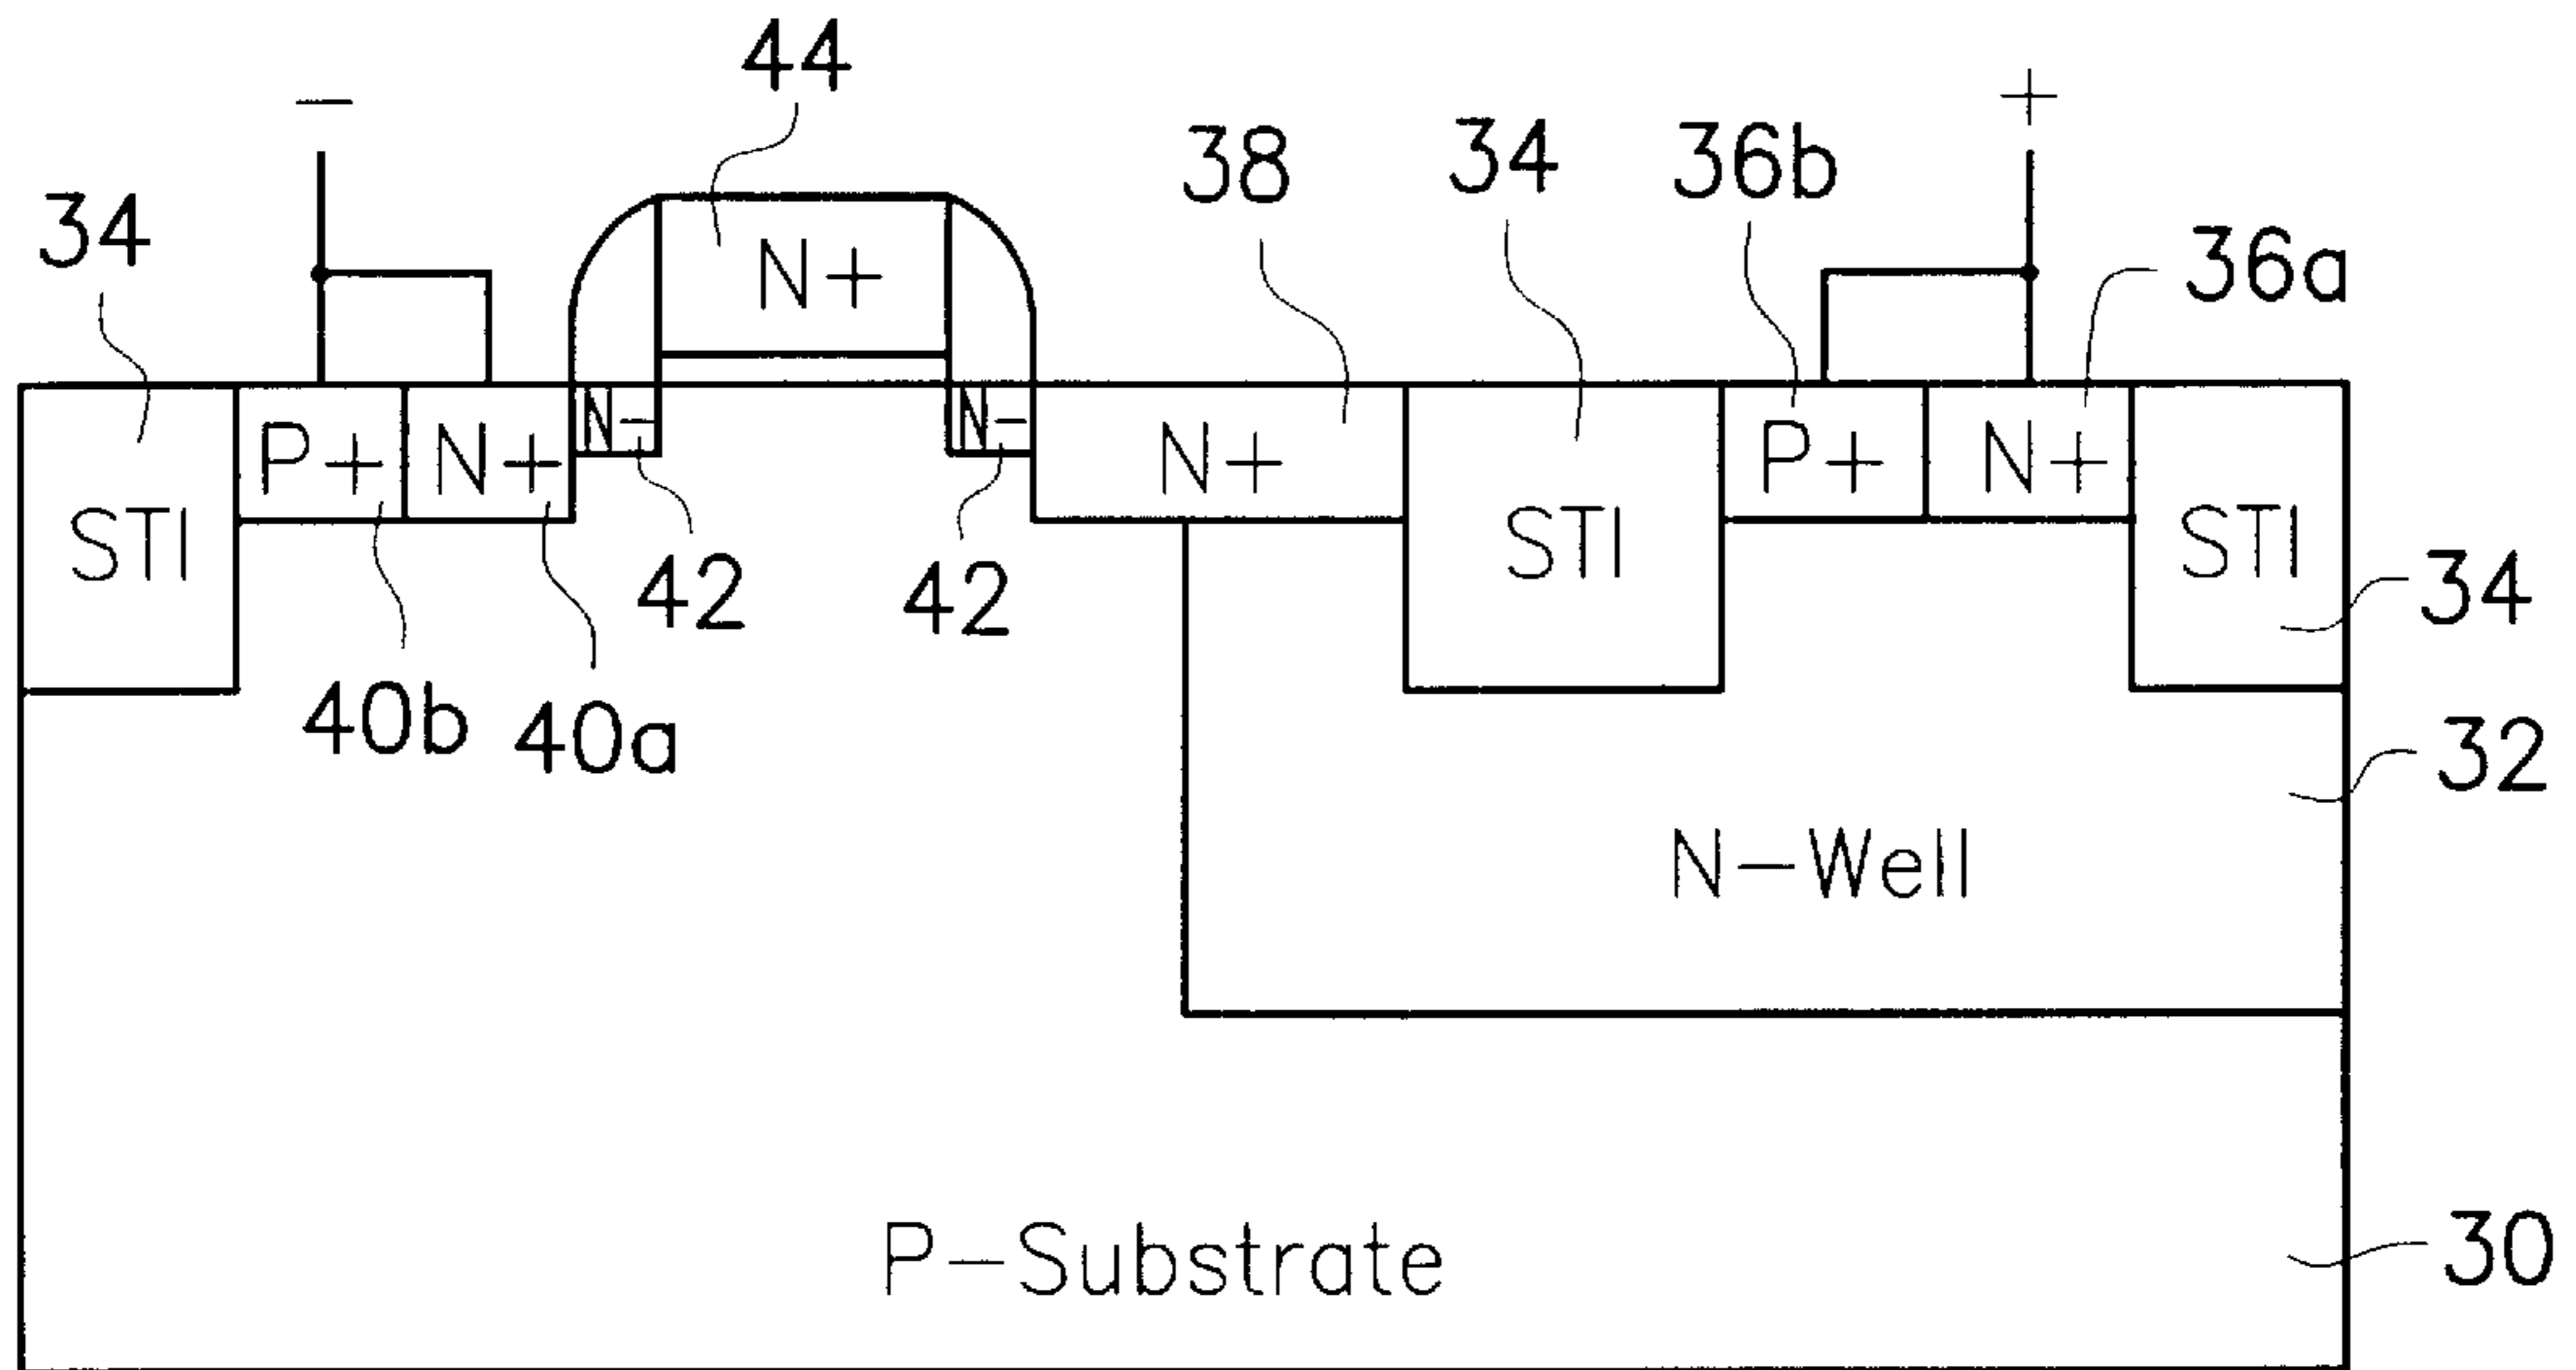 44
− +
38 34 36b
34 36a
N+
N− N−
P+ N+ N+ P+ N+
STI STI STI
42 42 34
40b 40a 32
N−Well
P−Substrate 30